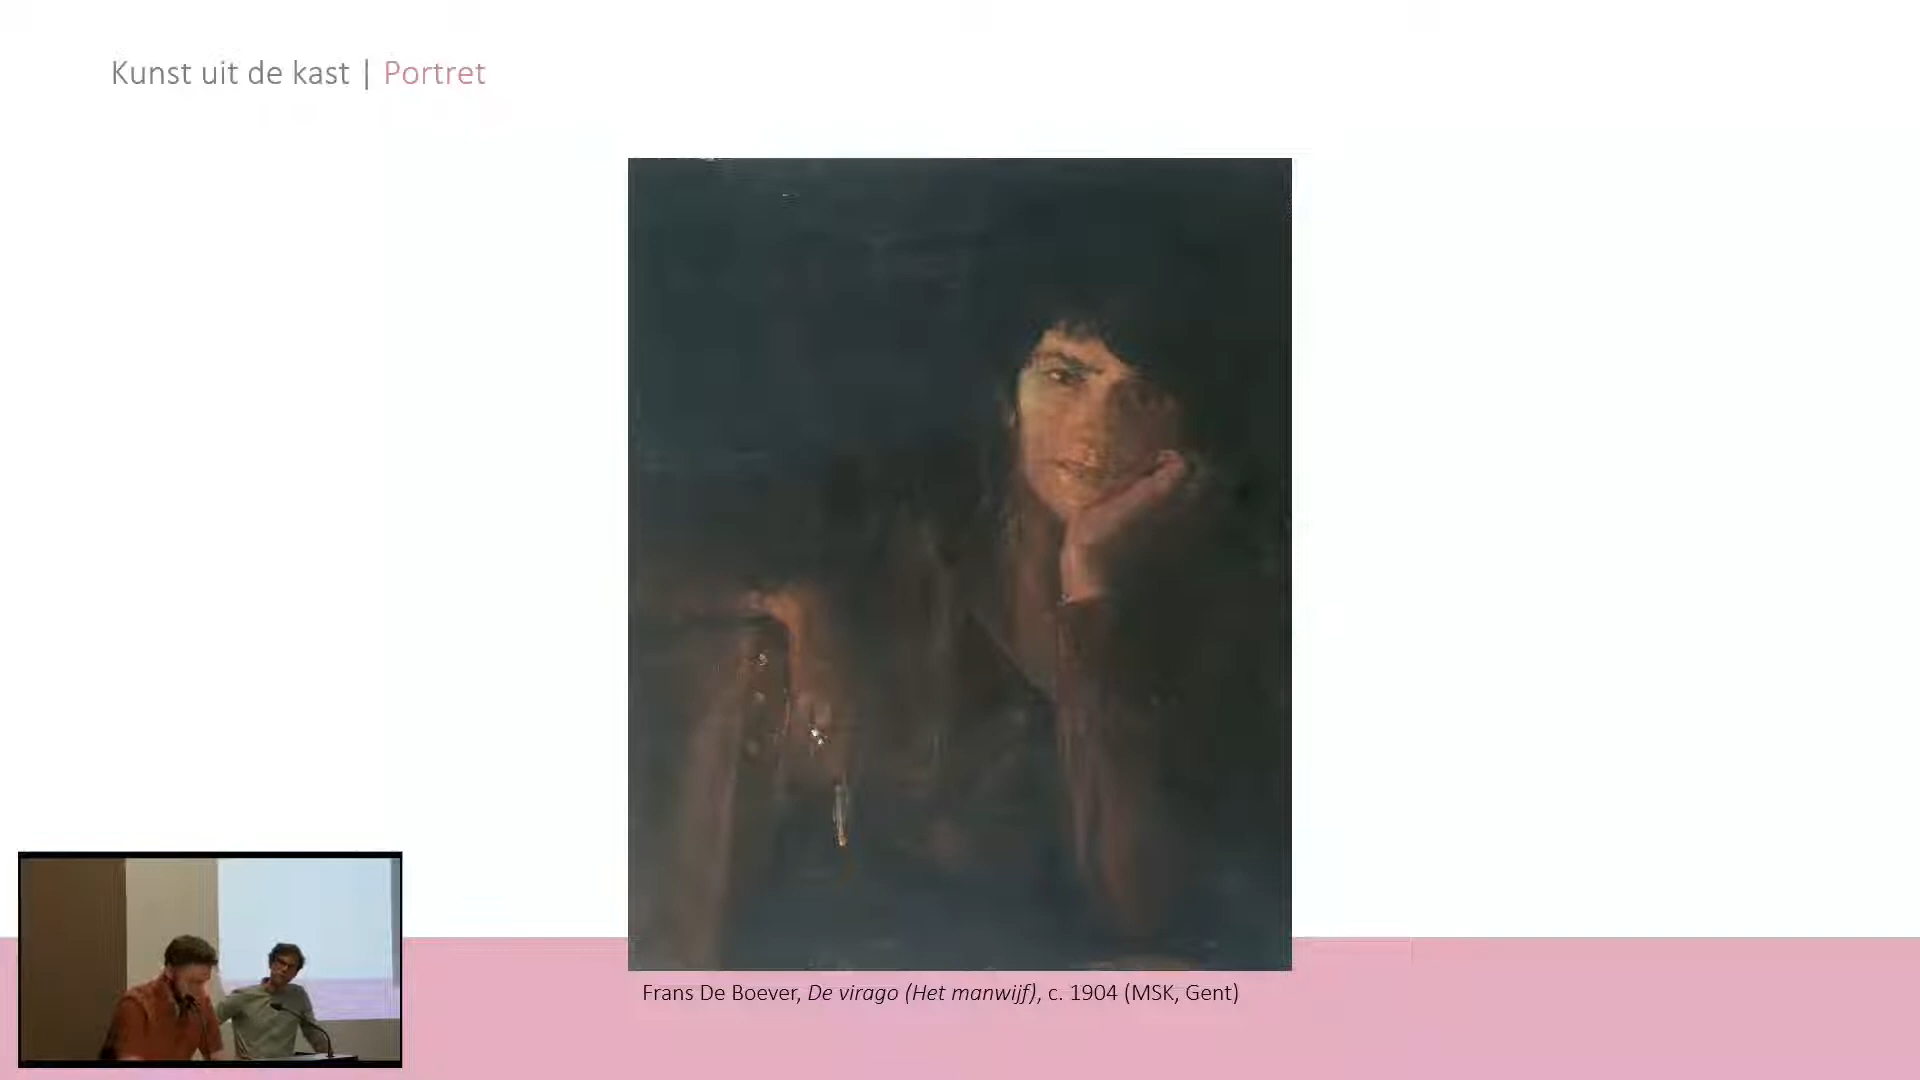 Kunst uit de kast | Portret
Frans De Boever, De virago (Het manwijf), c. 1904 (MSK, Gent)